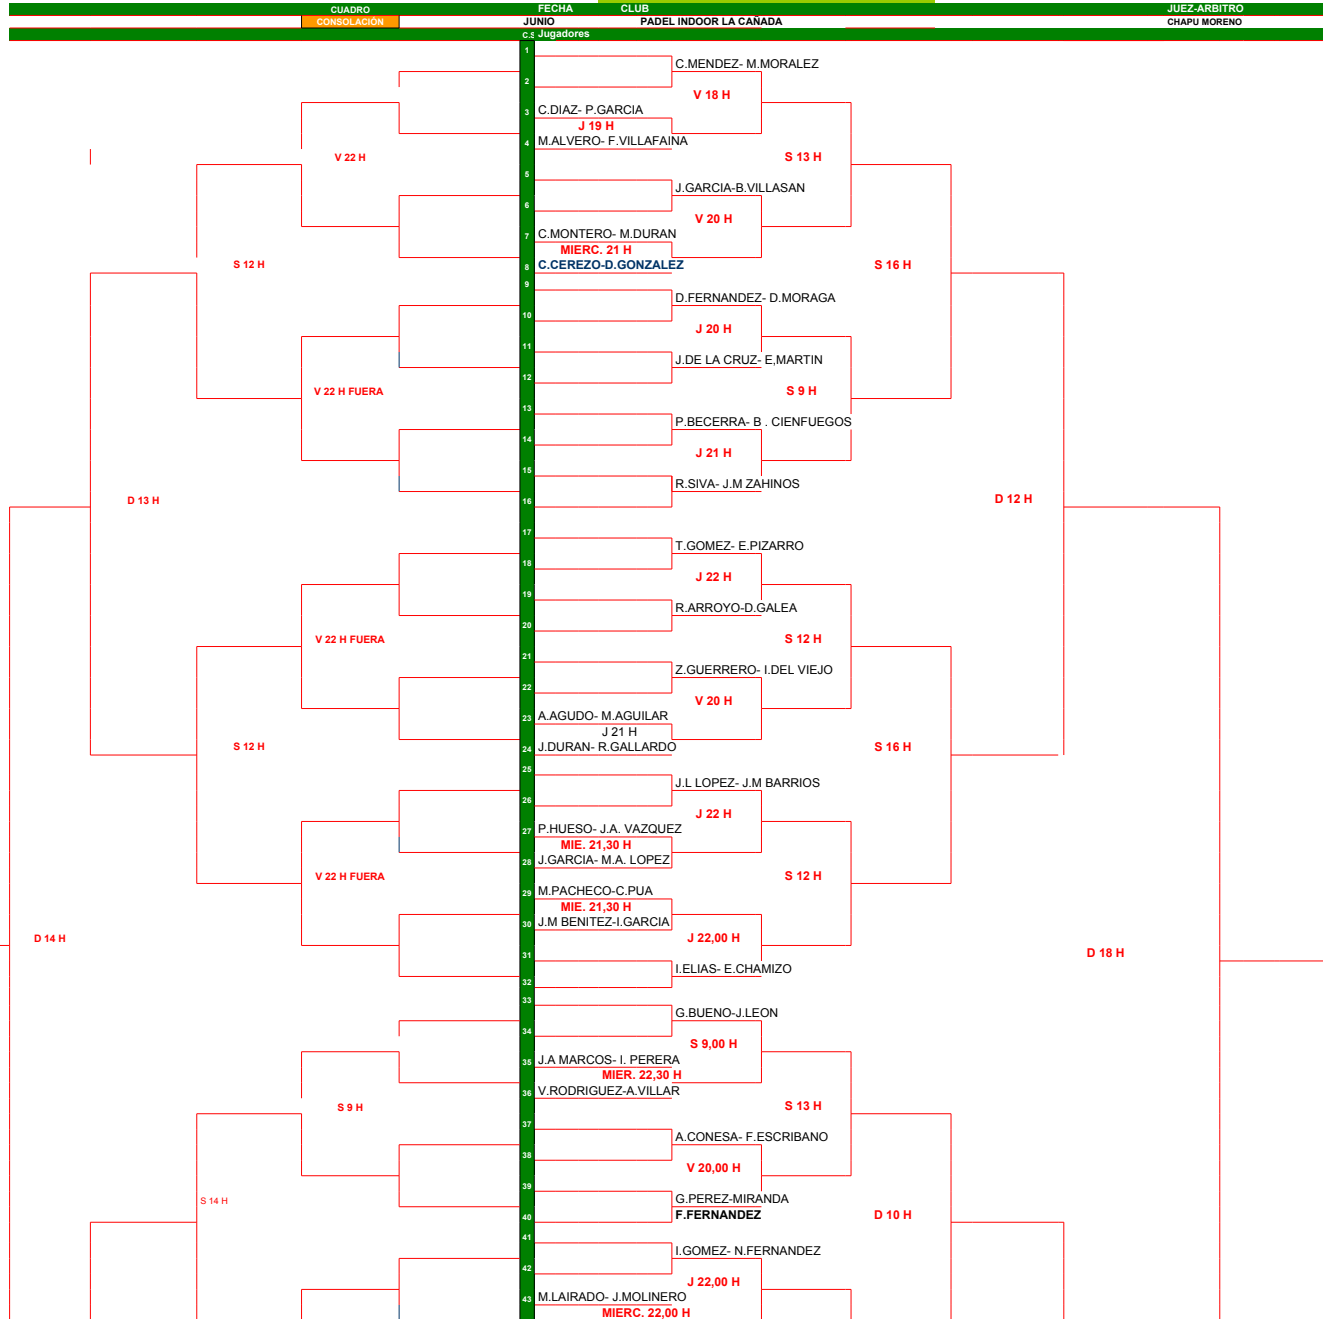 CUADRO FECHA CLUB JUEZ-ARBITRO
CONSOLACIÓN JUNIO PADEL INDOOR LA CAÑADA CHAPU MORENO
C.S Jugadores
1
C.MENDEZ- M.MORALEZ
2
V 18 H
3 C.DIAZ- P.GARCIA
J 19 H
4 M.ALVERO- F.VILLAFAINA
V 22 H S 13 H
5
J.GARCIA-B.VILLASAN
6
V 20 H
7 C.MONTERO- M.DURAN
MIERC. 21 H
S 12 H 8 C.CEREZO-D.GONZALEZ S 16 H
9
D.FERNANDEZ- D.MORAGA
10
J 20 H
11
J.DE LA CRUZ- E,MARTIN
12
V 22 H FUERA S 9 H
13
P.BECERRA- B . CIENFUEGOS
14
J 21 H
15
R.SIVA- J.M ZAHINOS
D 13 H 16 D 12 H
17
T.GOMEZ- E.PIZARRO
18
J 22 H
19
R.ARROYO-D.GALEA
20
V 22 H FUERA S 12 H
21
Z.GUERRERO- I.DEL VIEJO
22
V 20 H
23 A.AGUDO- M.AGUILAR
J 21 H
S 12 H 24 J.DURAN- R.GALLARDO S 16 H
25
J.L LOPEZ- J.M BARRIOS
26
J 22 H
27 P.HUESO- J.A. VAZQUEZ
MIE. 21,30 H
28 J.GARCIA- M.A. LOPEZ
V 22 H FUERA S 12 H
29 M.PACHECO-C.PUA
MIE. 21,30 H
30 J.M BENITEZ-I.GARCIA
D 14 H J 22,00 H
31 D 18 H
I.ELIAS- E.CHAMIZO
32
33
G.BUENO-J.LEON
34
S 9,00 H
35 J.A MARCOS- I. PERERA
MIER. 22,30 H
36 V.RODRIGUEZ-A.VILLAR
S 9 H S 13 H
37
A.CONESA- F.ESCRIBANO
38
V 20,00 H
39
S 14 H G.PEREZ-MIRANDA
40 F.FERNANDEZ D 10 H
41
I.GOMEZ- N.FERNANDEZ
42
J 22,00 H
43 M.LAIRADO- J.MOLINERO
MIERC. 22,00 H